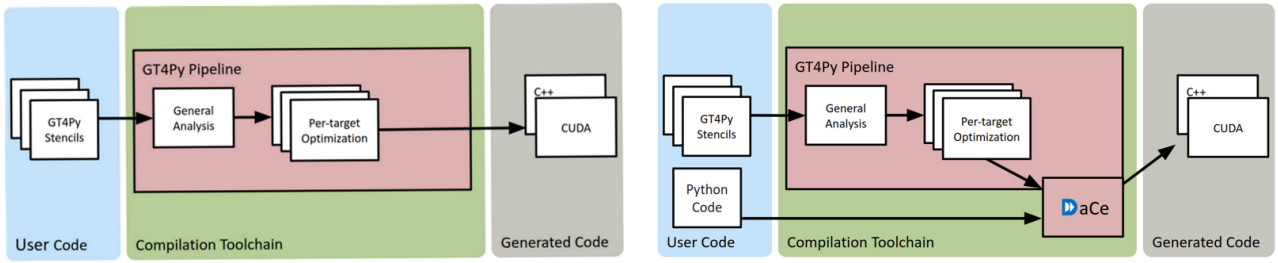 GT4Py Pipeline
GT4Py
Stencils
General
Analysis
Per-target
Optimization
C++
CUDA
User Code
Compilation Toolchain
Generated Code
GT4Py Pipeline
GT4Py
Stencils
General
Analysis
Per-target
Optimization
C++
CUDA
Python
Code
DaCe
User Code
Compilation Toolchain
Generated Code